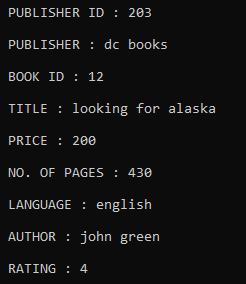 PUBLISHER ID : 203
PUBLISHER : dc books
BOOK ID : 12
TITLE : looking for alaska
PRICE : 200
NO. OF PAGES : 430
LANGUAGE : english
AUTHOR : john green
RATING : 4